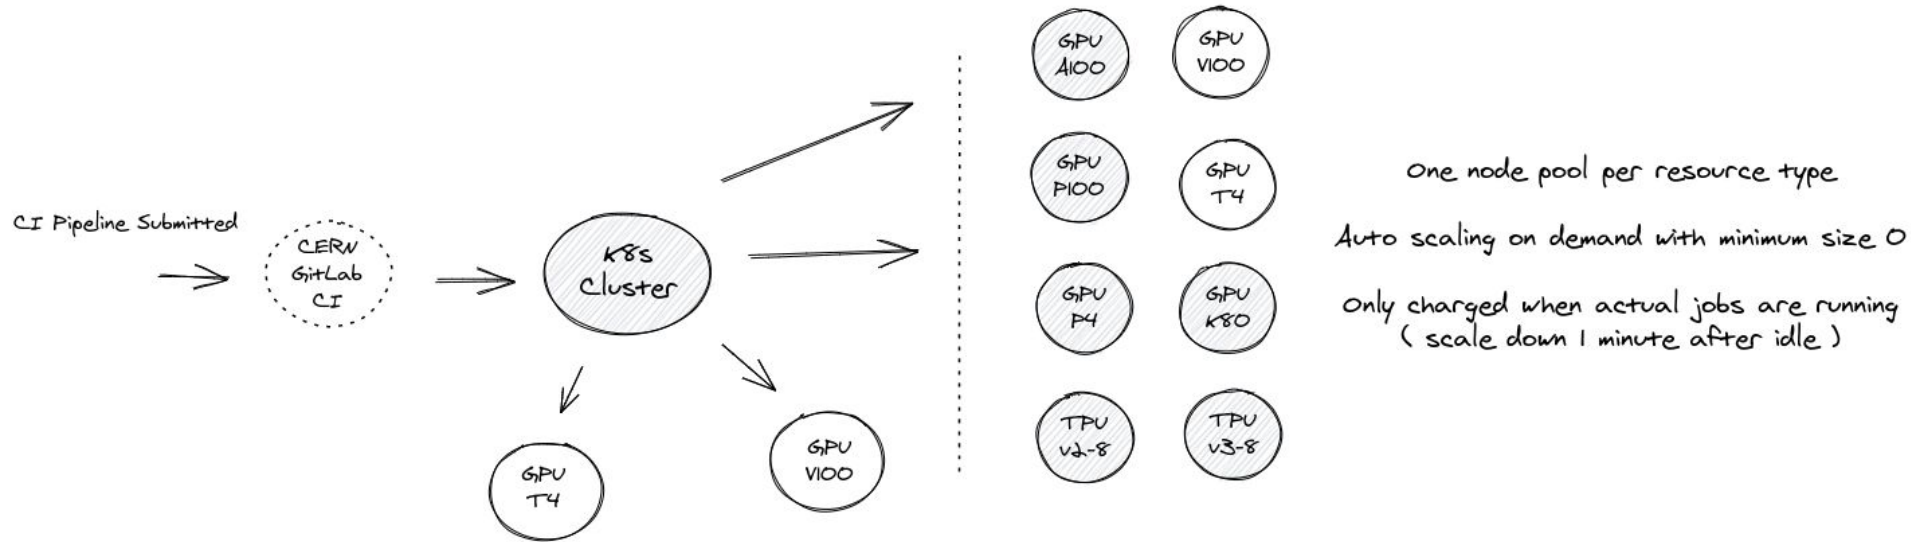 CI Pipeline Submitted
CERN
GitLab
CI
K8s
Cluster
GPU
T4
GPU
V100
GPU
A100
GPU
V100
GPU
P100
GPU
T4
GPU
P4
GPU
K80
TPU
v2-8
TPU
v3-8
One node pool per resource type
Auto scaling on demand with minimum size 0
Only charged when actual jobs are running
( scale down 1 minute after idle )